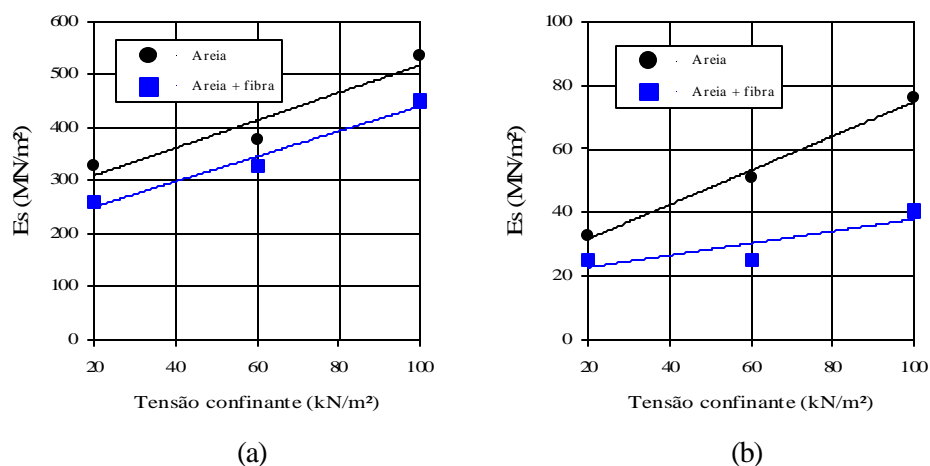 600
500
400
300
200
100
0
Es (MN/m²)
· Areia
· Areia + fibra
20 40 60 80 100
Tensão confinante (kN/m²)
(a)
100
80
60
40
20
0
Es (MN/m²)
· Areia
· Areia + fibra
20 40 60 80 100
Tensão confinante (kN/m²)
(b)